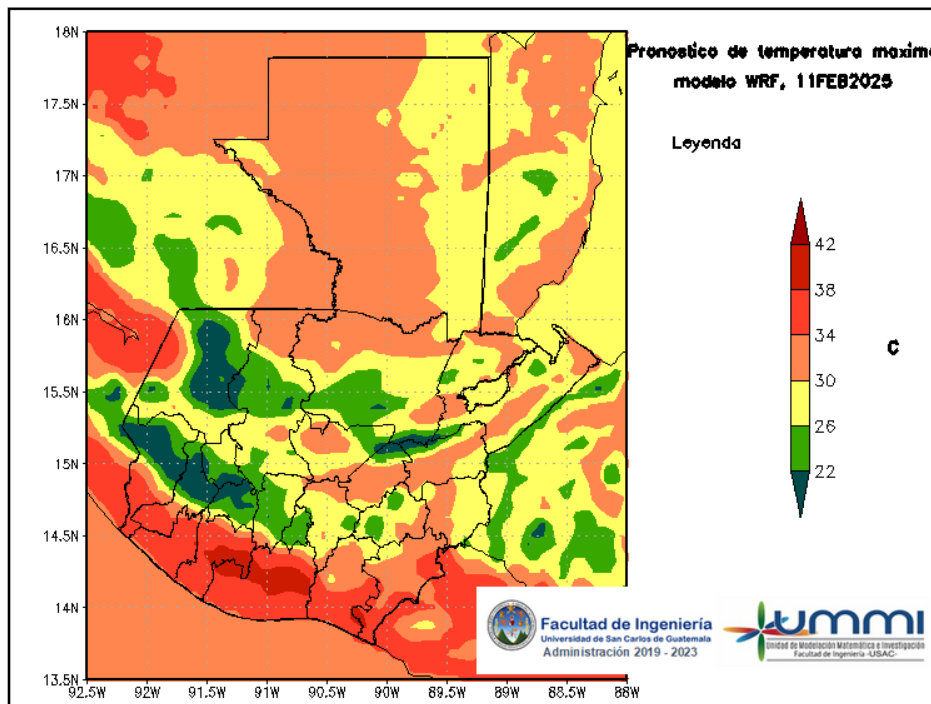 Pronostico de temperatura maxima
modelo WRF, 11FEB2025
Leyenda
42
38
34
30
26
22
C
18N
17.5N
17N
16.5N
16N
15.5N
15N
14.5N
14N
13.5N
92.5W
92W
91.5W
91W
90.5W
90W
89.5W
89W
88.5W
88W
Facultad de Ingeniería
Universidad de San Carlos de Guatemala
Administración 2019 - 2023
ummi
Unidad de Modelación Matemática e Investigación
Facultad de Ingeniería -USAC-